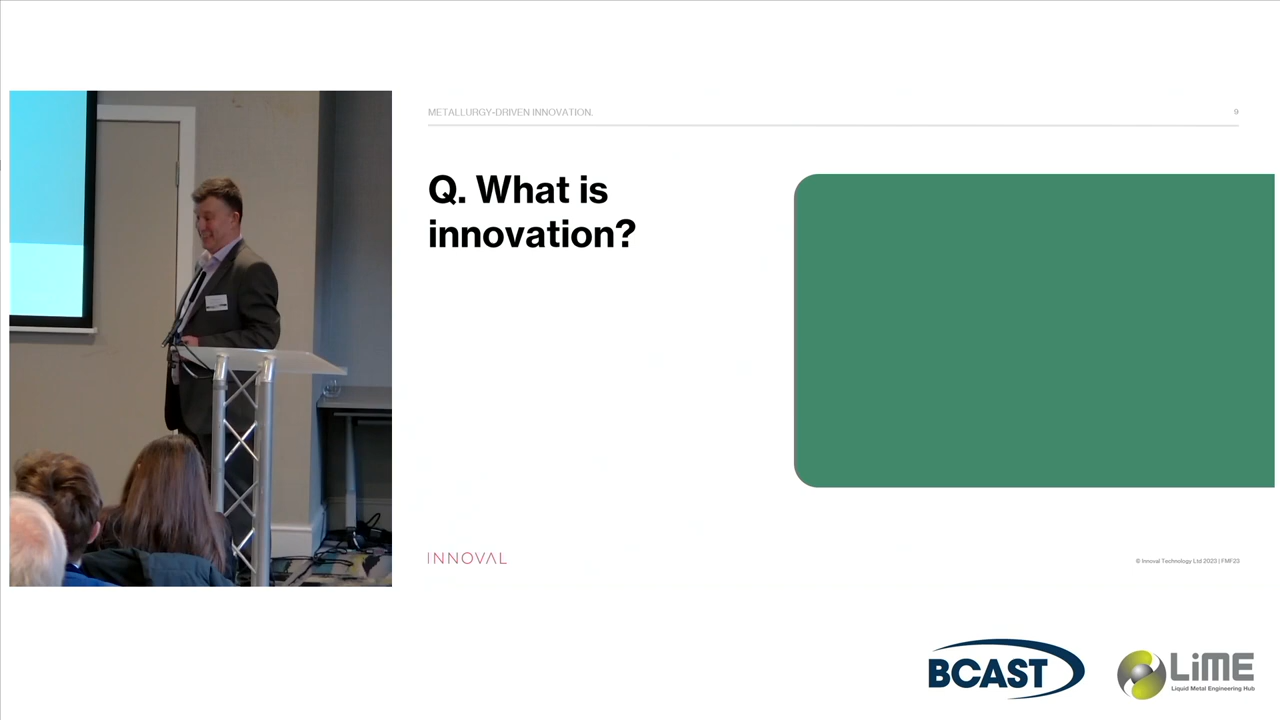 METALLURGY-DRIVEN INNOVATION.
9
Q. What is
innovation?
INNOVAL
© Innoval Technology Ltd 2023 | FMF23
BCAST
LiME
Liquid Metal Engineering Hub